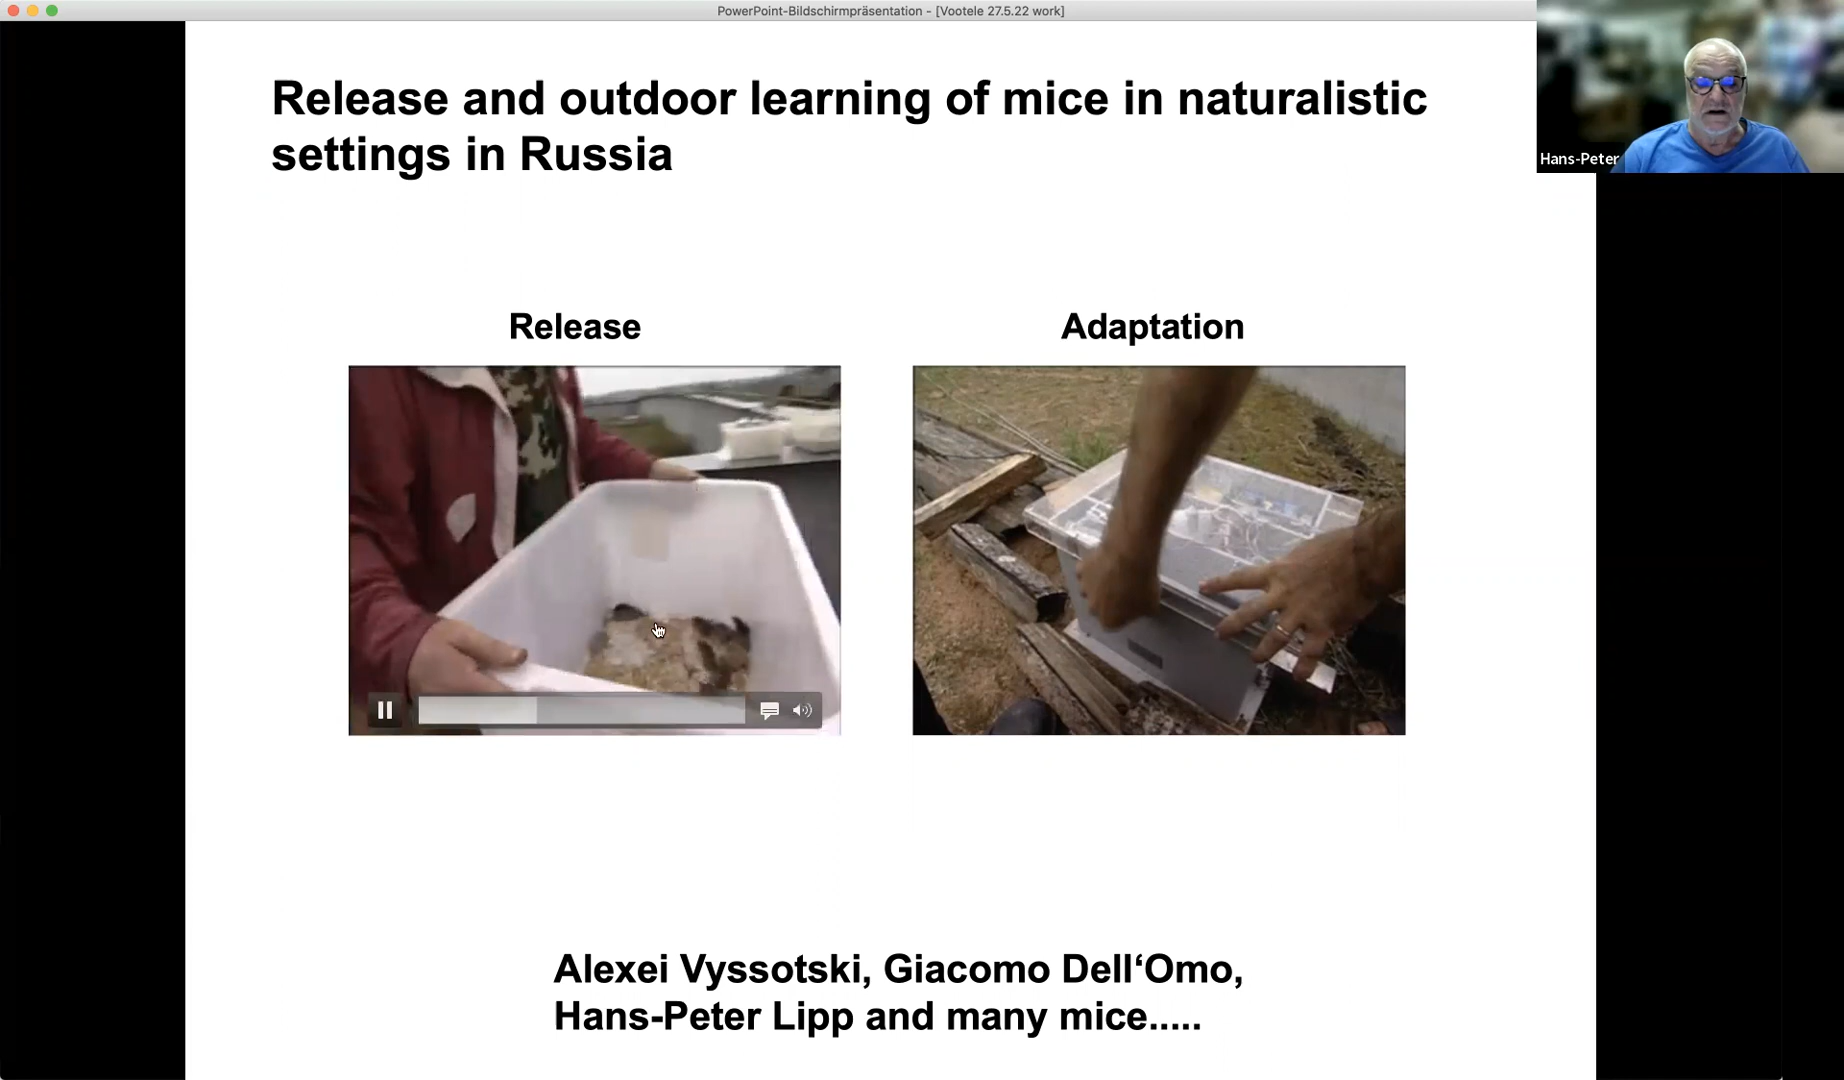 PowerPoint-Bildschirmpräsentation - [Vootele 27.5.22 work]
Release and outdoor learning of mice in naturalistic
settings in Russia
Hans-Peter
Release
Adaptation
Alexei Vyssotski, Giacomo Dell‘Omo,
Hans-Peter Lipp and many mice.....